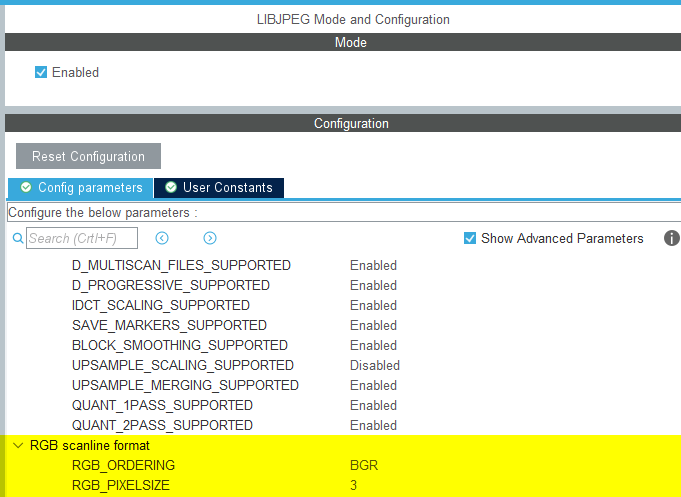 LIBJPEG Mode and Configuration
Mode
Enabled
Configuration
Reset Configuration
Config parameters User Constants
Configure the below parameters :
Search (Crtl+F) Show Advanced Parameters i
D_MULTISCAN_FILES_SUPPORTED Enabled
D_PROGRESSIVE_SUPPORTED Enabled
IDCT_SCALING_SUPPORTED Enabled
SAVE_MARKERS_SUPPORTED Enabled
BLOCK_SMOOTHING_SUPPORTED Enabled
UPSAMPLE_SCALING_SUPPORTED Disabled
UPSAMPLE_MERGING_SUPPORTED Enabled
QUANT_1PASS_SUPPORTED Enabled
QUANT_2PASS_SUPPORTED Enabled
RGB scanline format
RGB_ORDERING BGR
RGB_PIXELSIZE 3